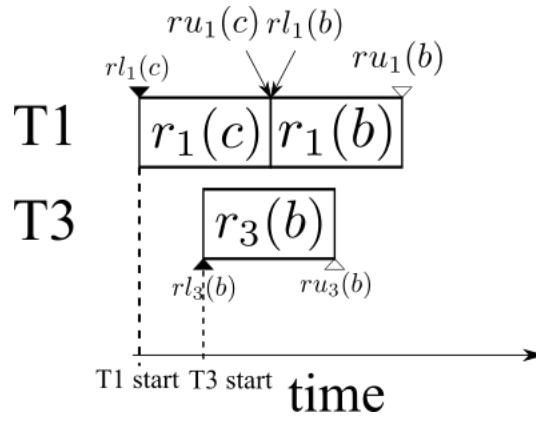 ru₁(c) rl₁(b)
rl₁(c)
ru₁(b)
T1 r₁(c) r₁(b)
T3 r₃(b)
rl₃(b) ru₃(b)
T1 start T3 start
time